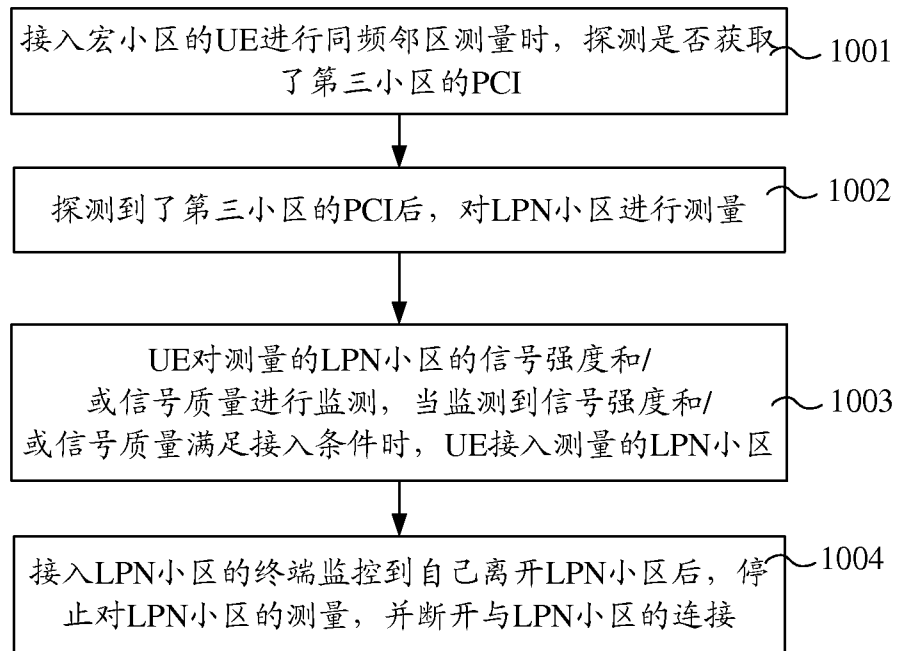 接入宏小区的UE进行同频邻区测量时，探测是否获取
了第三小区的PCI
1001
探测到了第三小区的PCI后，对LPN小区进行测量
1002
UE对测量的LPN小区的信号强度和/
或信号质量进行监测，当监测到信号强度和/
或信号质量满足接入条件时，UE接入测量的LPN小区
1003
接入LPN小区的终端监控到自己离开LPN小区后，停
止对LPN小区的测量，并断开与LPN小区的连接
1004